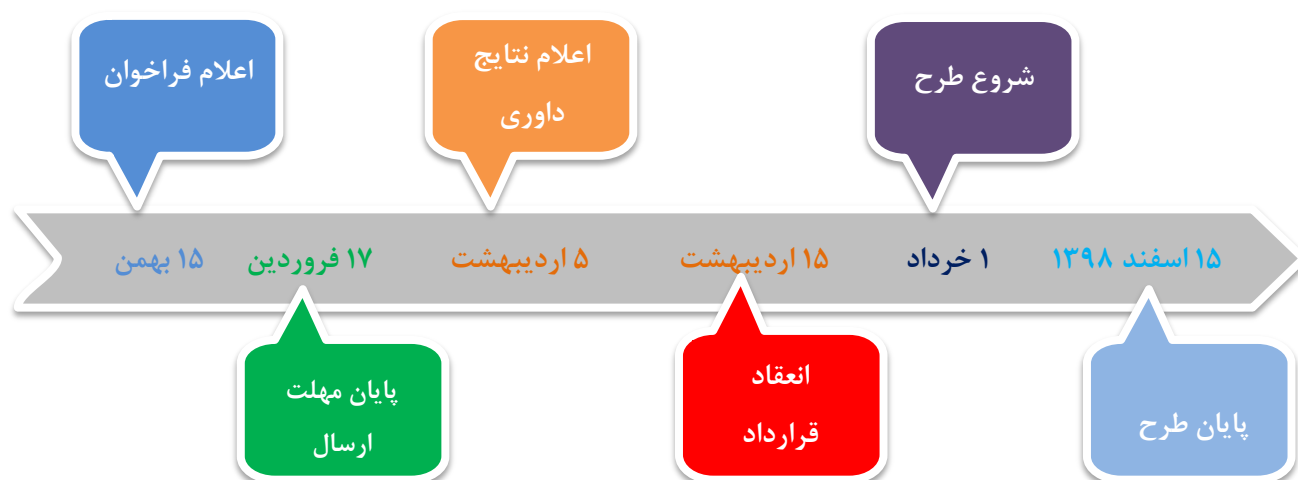 اعلام فراخوان
اعلام نتایج
داوری
شروع طرح
۱۵ بهمن
۱۷ فروردین
۵ اردیبهشت
۱۵ اردیبهشت
۱ خرداد
۱۵ اسفند ۱۳۹۸
پایان مهلت
ارسال
انعقاد
قرارداد
پایان طرح